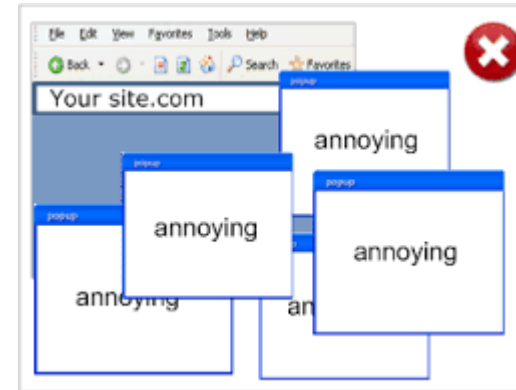 File Edit View Favorites Tools Help
Back Search Favorites
Your site.com
popup
annoying
popup
annoying
popup
annoying
popup
annoying
an